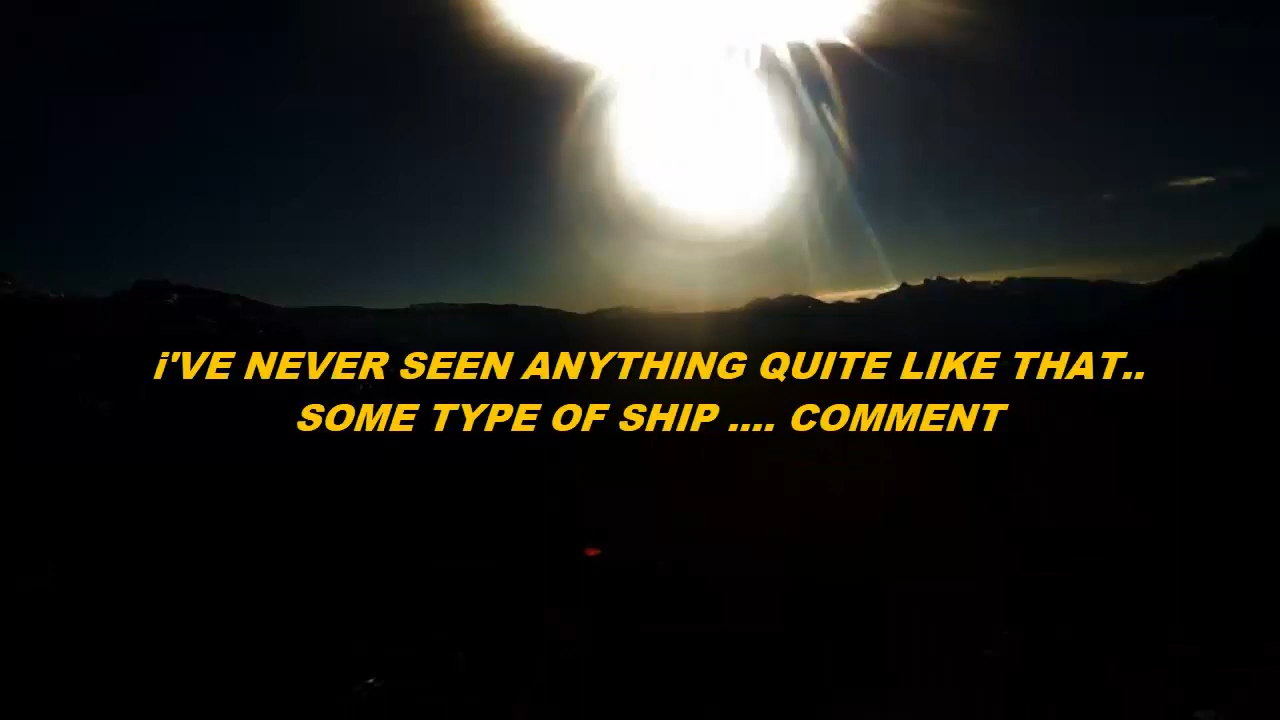 i'VE NEVER SEEN ANYTHING QUITE LIKE THAT..
SOME TYPE OF SHIP .... COMMENT